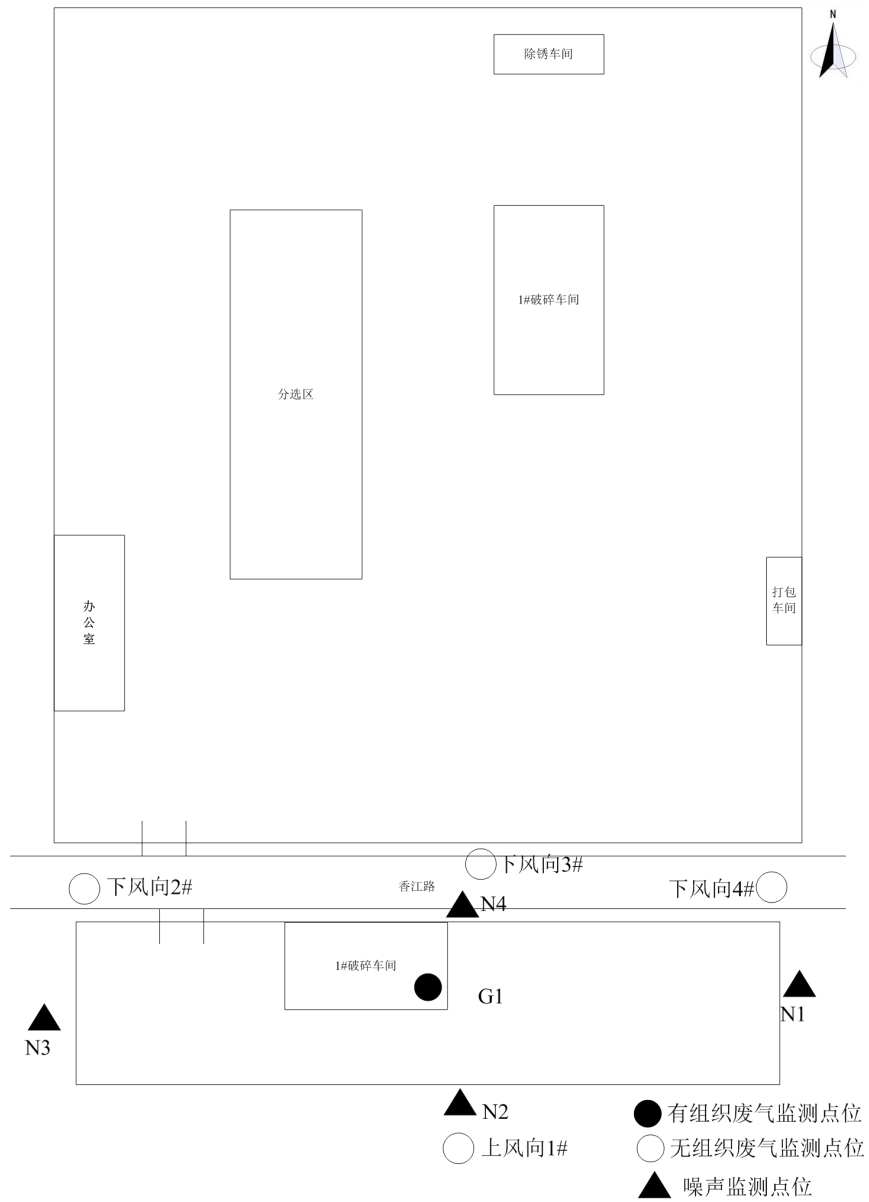 N
除锈车间
1#破碎车间
分选区
打包
车间
办
公
室
下风向3#
下风向2#
香江路
下风向4#
N4
1#破碎车间
G1
N1
N3
N2
有组织废气监测点位
上风向1#
无组织废气监测点位
噪声监测点位